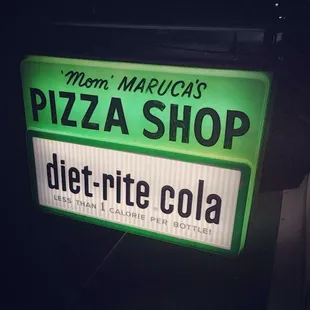 'Mom' MARUCA'S
PIZZA SHOP
diet-rite cola
LESS THAN 1 CALORIE PER BOTTLE!